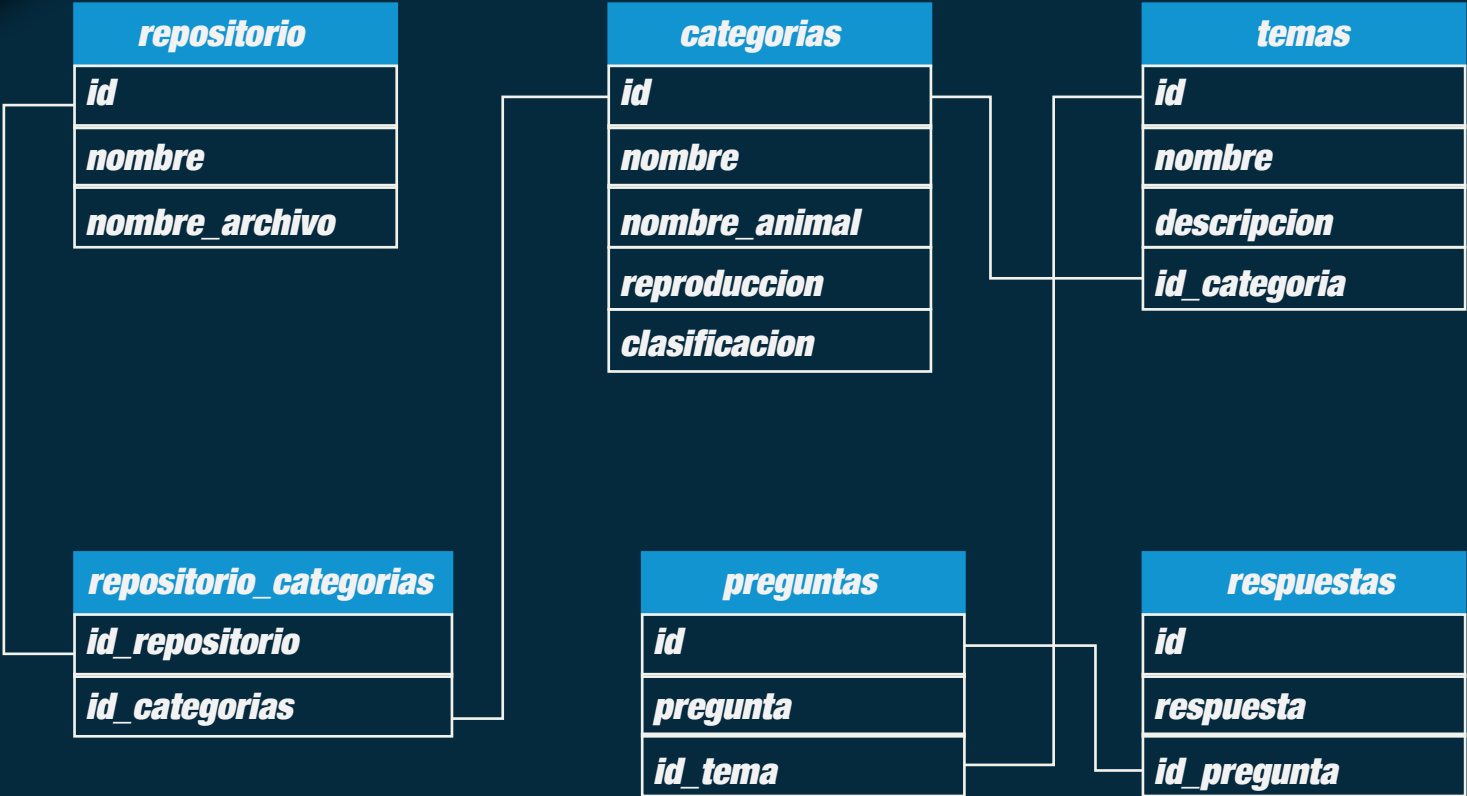 repositorio
id
nombre
nombre_archivo
categorias
id
nombre
nombre_animal
reproduccion
clasificacion
temas
id
nombre
descripcion
id_categoria
repositorio_categorias
id_repositorio
id_categorias
preguntas
id
pregunta
id_tema
respuestas
id
respuesta
id_pregunta